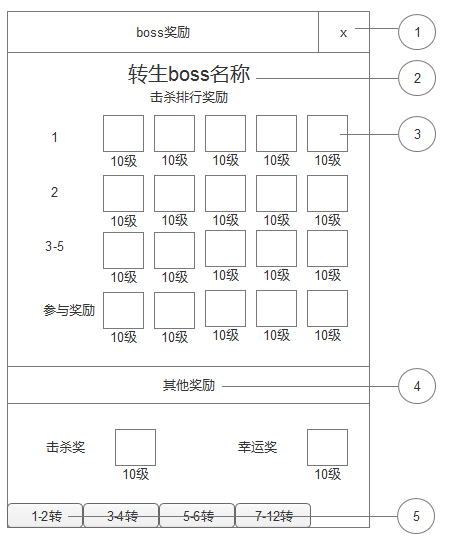 boss奖励 x 1
转生boss名称 2
击杀排行奖励
1 3
10级 10级 10级 10级 10级
2
10级 10级 10级 10级 10级
3-5
10级 10级 10级 10级 10级
参与奖励
10级 10级 10级 10级 10级
其他奖励 4
击杀奖 幸运奖
10级 10级
1-2转 3-4转 5-6转 7-12转 5